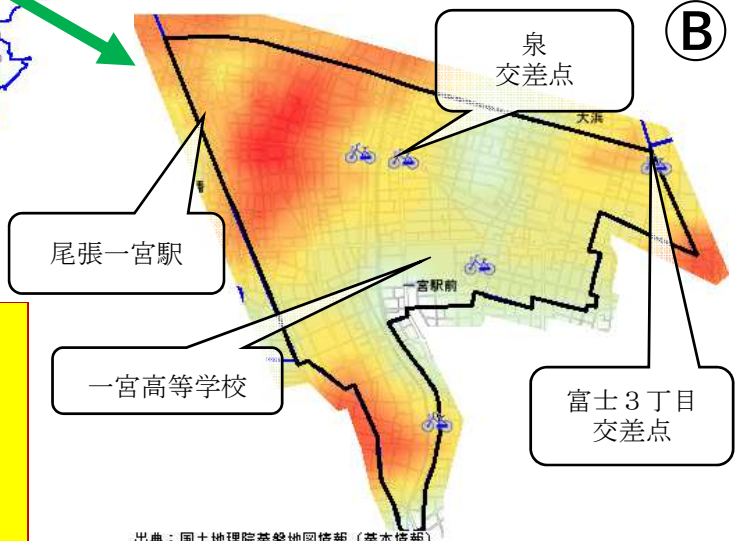 Ⓑ
泉
交差点
大浜
尾張一宮駅
一宮駅前
一宮高等学校
富士３丁目
交差点
出典：国土地理院基盤地図情報（基本情報）